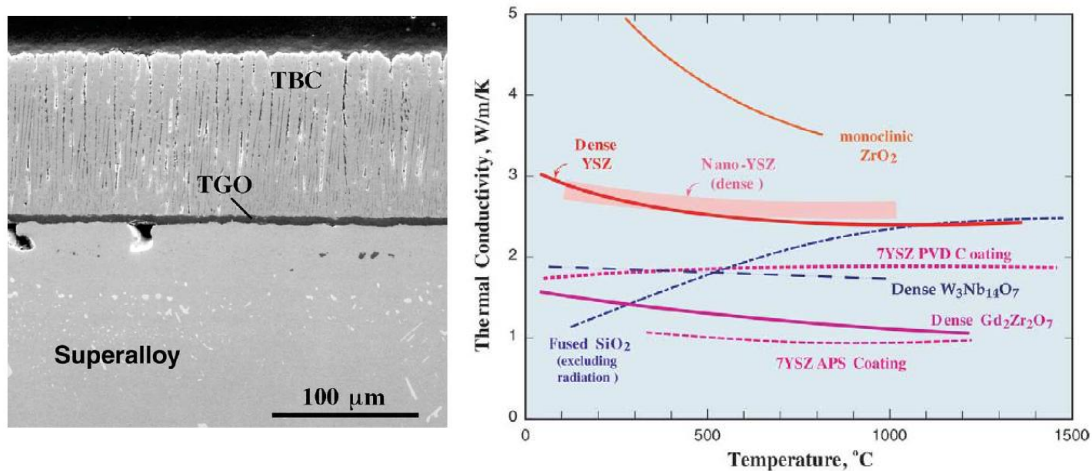 TBC
TGO
Superalloy
100 μm
Thermal Conductivity, W/m/K
5
4
3
2
1
0
monoclinic
ZrO₂
Dense
YSZ
Nano-YSZ
(dense )
7YSZ PVD C oating
Dense W₃Nb₁₄O₇
Dense Gd₂Zr₂O₇
Fused SiO₂
(excluding
radiation )
7YSZ APS Coating
0
500
1000
1500
Temperature, °C